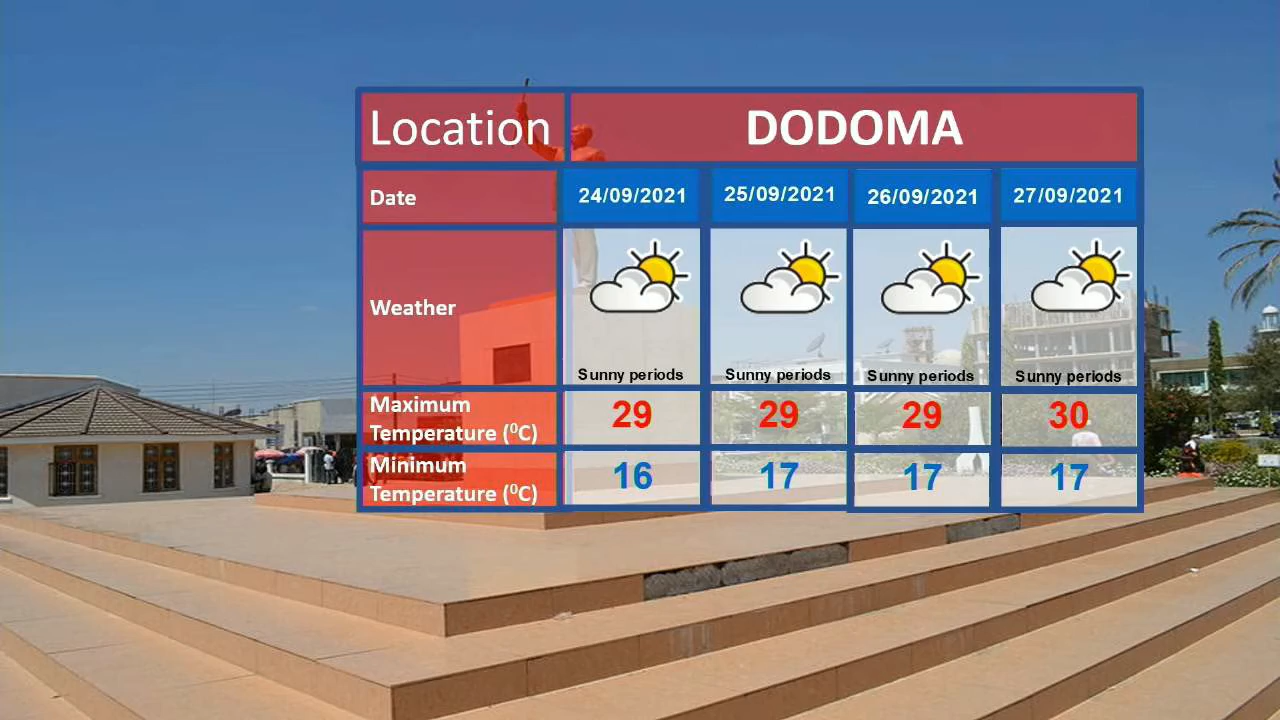 Location DODOMA
Date 24/09/2021 25/09/2021 26/09/2021 27/09/2021
Weather
Sunny periods Sunny periods Sunny periods Sunny periods
Maximum
Temperature (⁰C) 29 29 29 30
Minimum
Temperature (⁰C) 16 17 17 17